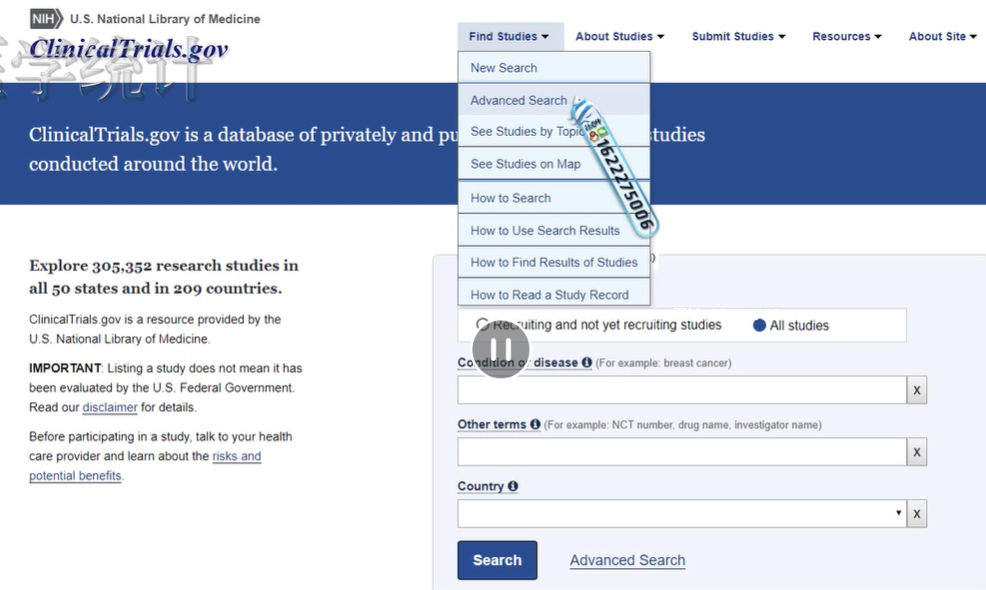 NIH U.S. National Library of Medicine
ClinicalTrials.gov
医学统计
Find Studies ▾ About Studies ▾ Submit Studies ▾ Resources ▾ About Site ▾
New Search
Advanced Search
See Studies by Topic
See Studies on Map
How to Search
How to Use Search Results
How to Find Results of Studies
How to Read a Study Record
1622275006
ClinicalTrials.gov is a database of privately and pu tudies
conducted around the world.
Explore 305,352 research studies in
all 50 states and in 209 countries.
ClinicalTrials.gov is a resource provided by the
U.S. National Library of Medicine.
IMPORTANT: Listing a study does not mean it has
been evaluated by the U.S. Federal Government.
Read our disclaimer for details.
Before participating in a study, talk to your health
care provider and learn about the risks and
potential benefits.
Recruiting and not yet recruiting studies All studies
Condition or disease (For example: breast cancer)
X
Other terms (For example: NCT number, drug name, investigator name)
X
Country
X
Search Advanced Search